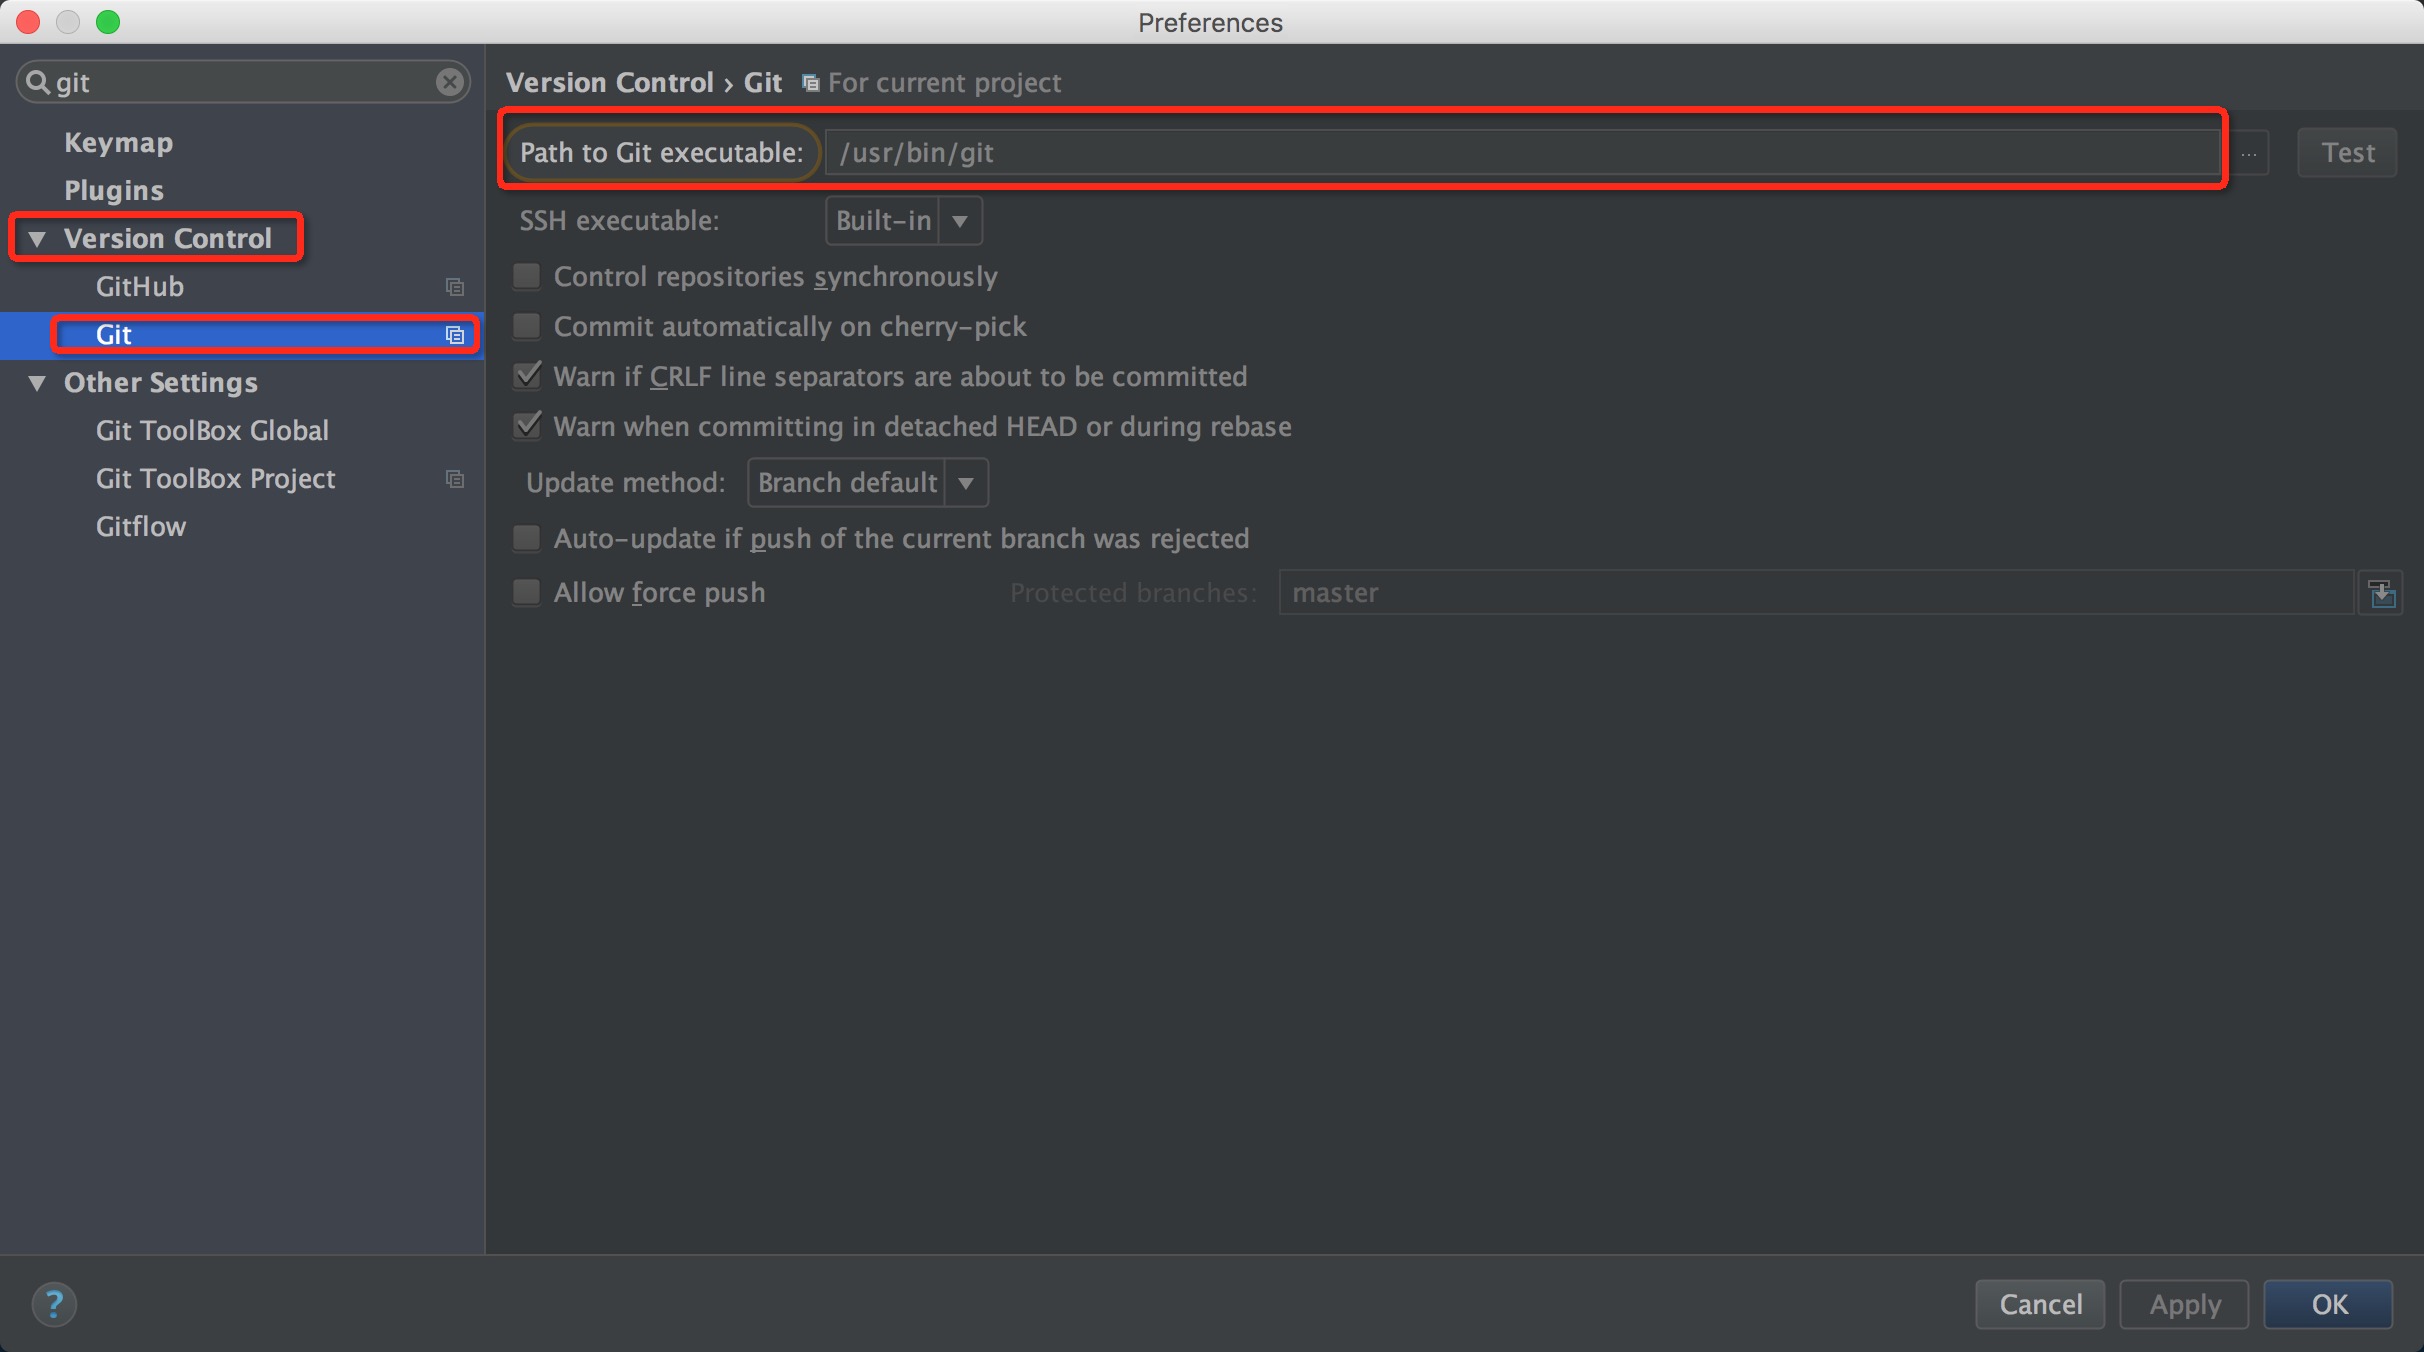 Preferences
git
Keymap
Plugins
Version Control
GitHub
Git
Other Settings
Git ToolBox Global
Git ToolBox Project
Gitflow
Version Control › Git For current project
Path to Git executable: /usr/bin/git ... Test
SSH executable: Built-in
Control repositories synchronously
Commit automatically on cherry-pick
Warn if CRLF line separators are about to be committed
Warn when committing in detached HEAD or during rebase
Update method: Branch default
Auto-update if push of the current branch was rejected
Allow force push Protected branches: master
? Cancel Apply OK